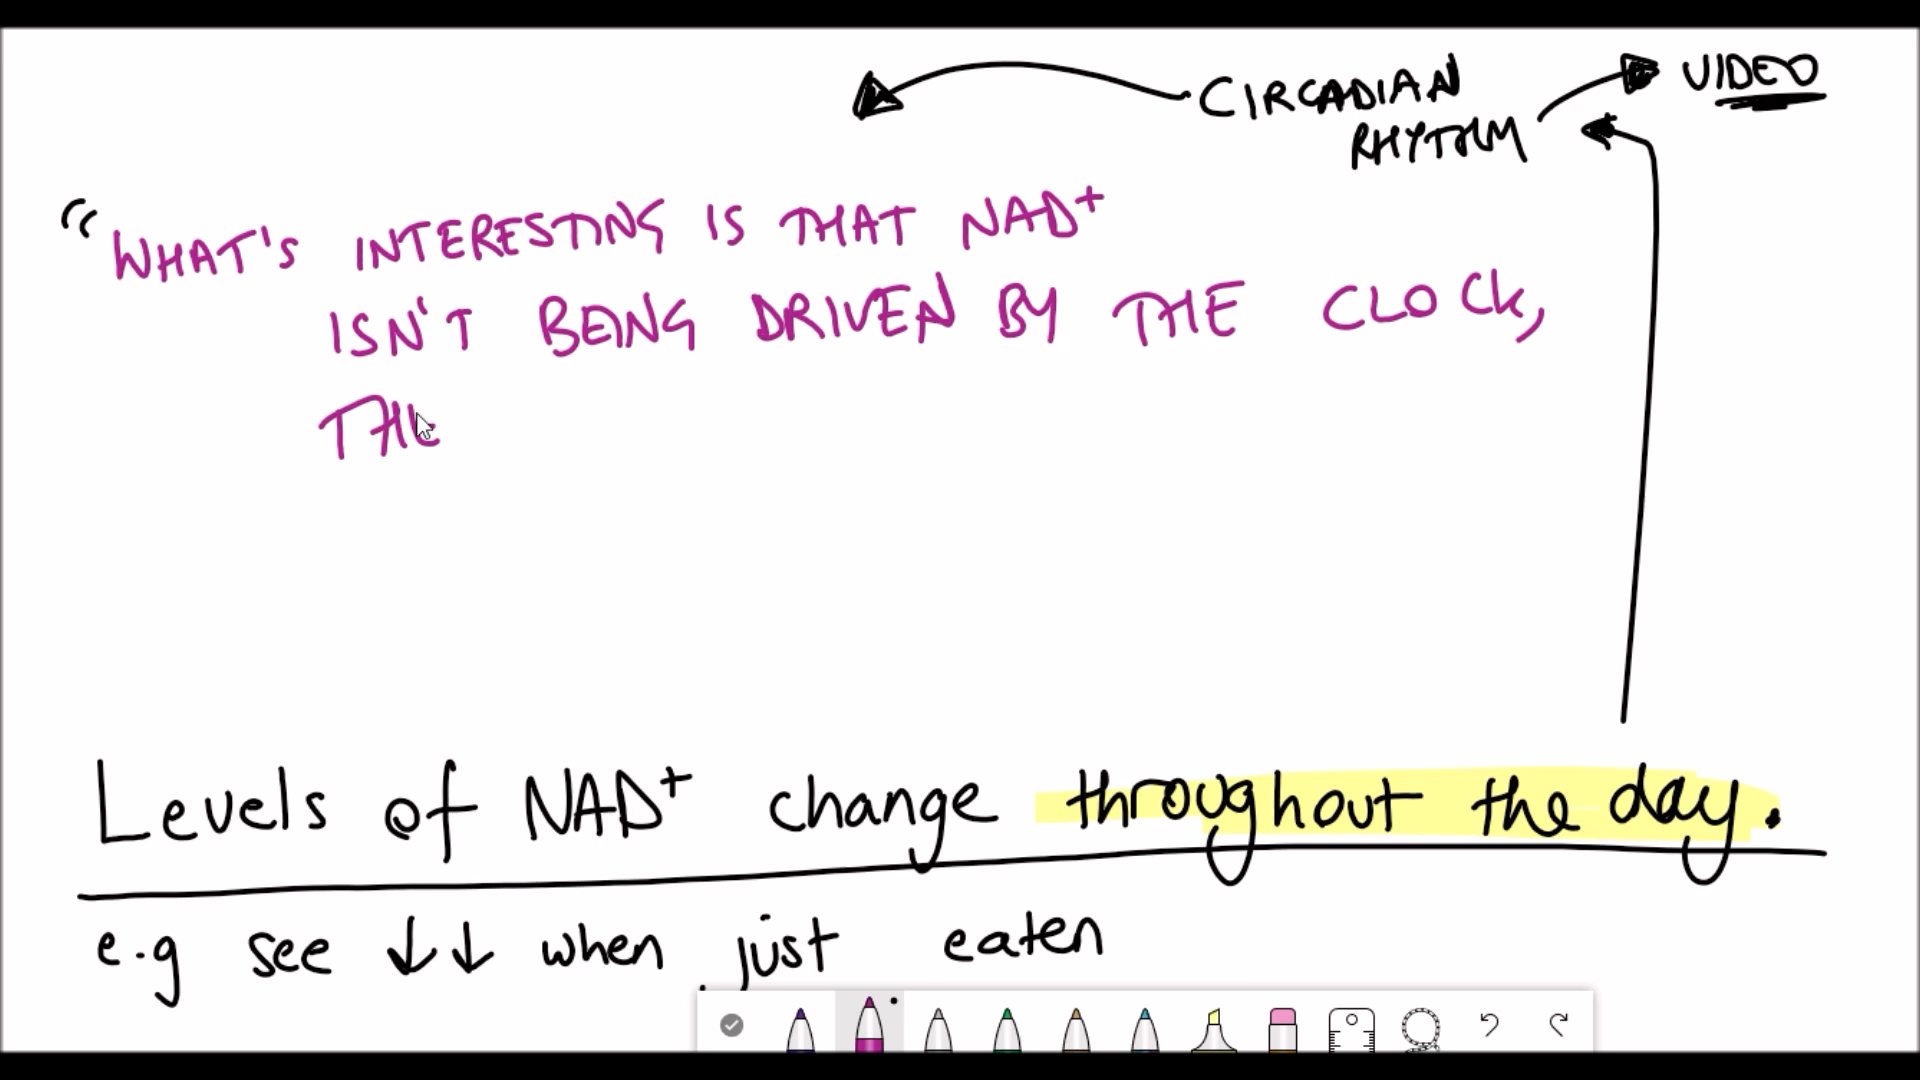 CIRCADIAN
RHYTHM
VIDEO
“WHAT'S INTERESTING IS THAT NAD+
ISN'T BEING DRIVEN BY THE CLOCK,
THE
Levels of NAD+ change throughout the day.
e.g see ↓↓ when just eaten